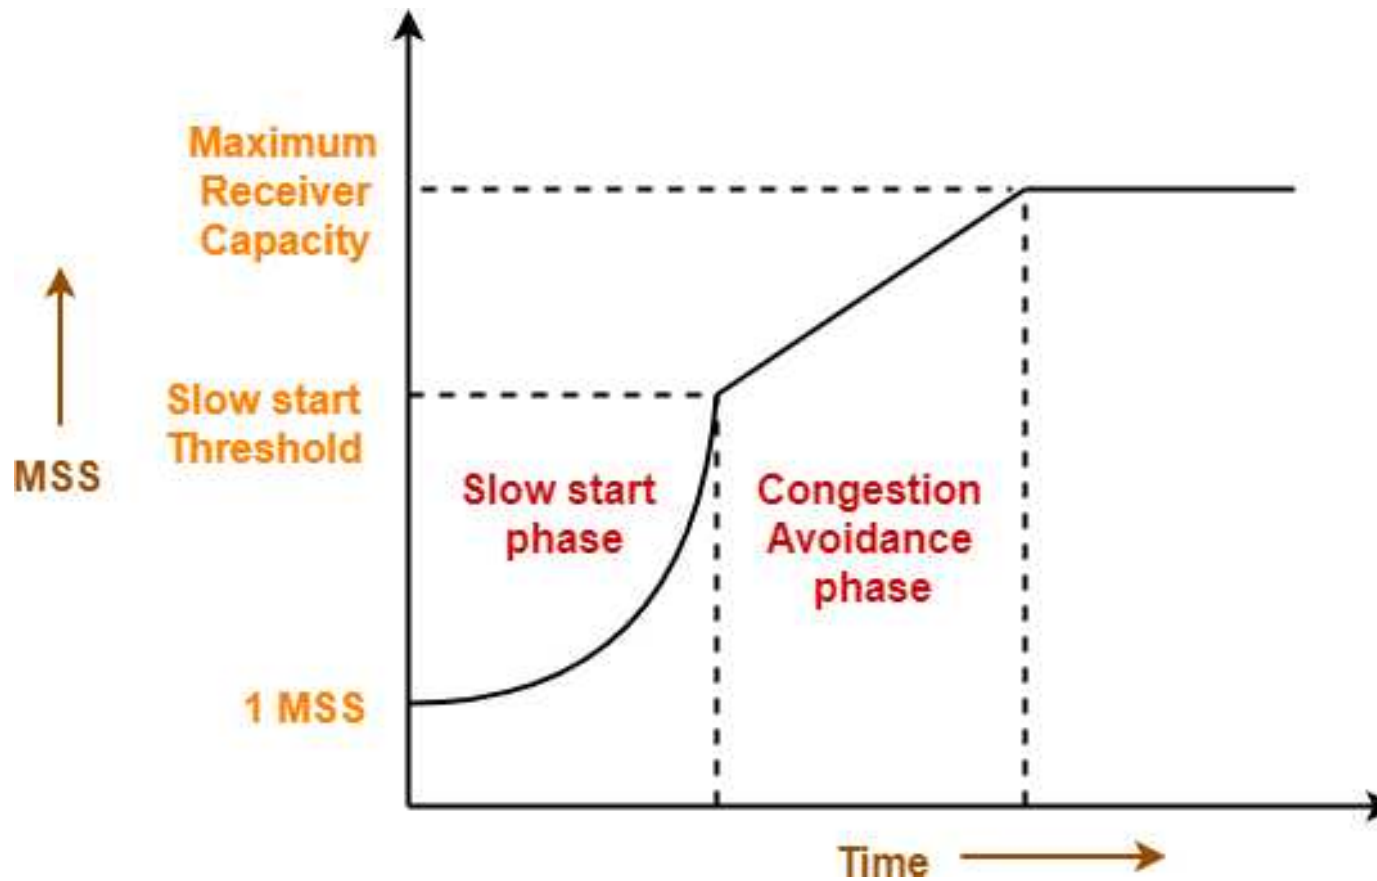 Maximum
Receiver
Capacity
Slow start
Threshold
MSS
Slow start
phase
Congestion
Avoidance
phase
1 MSS
Time